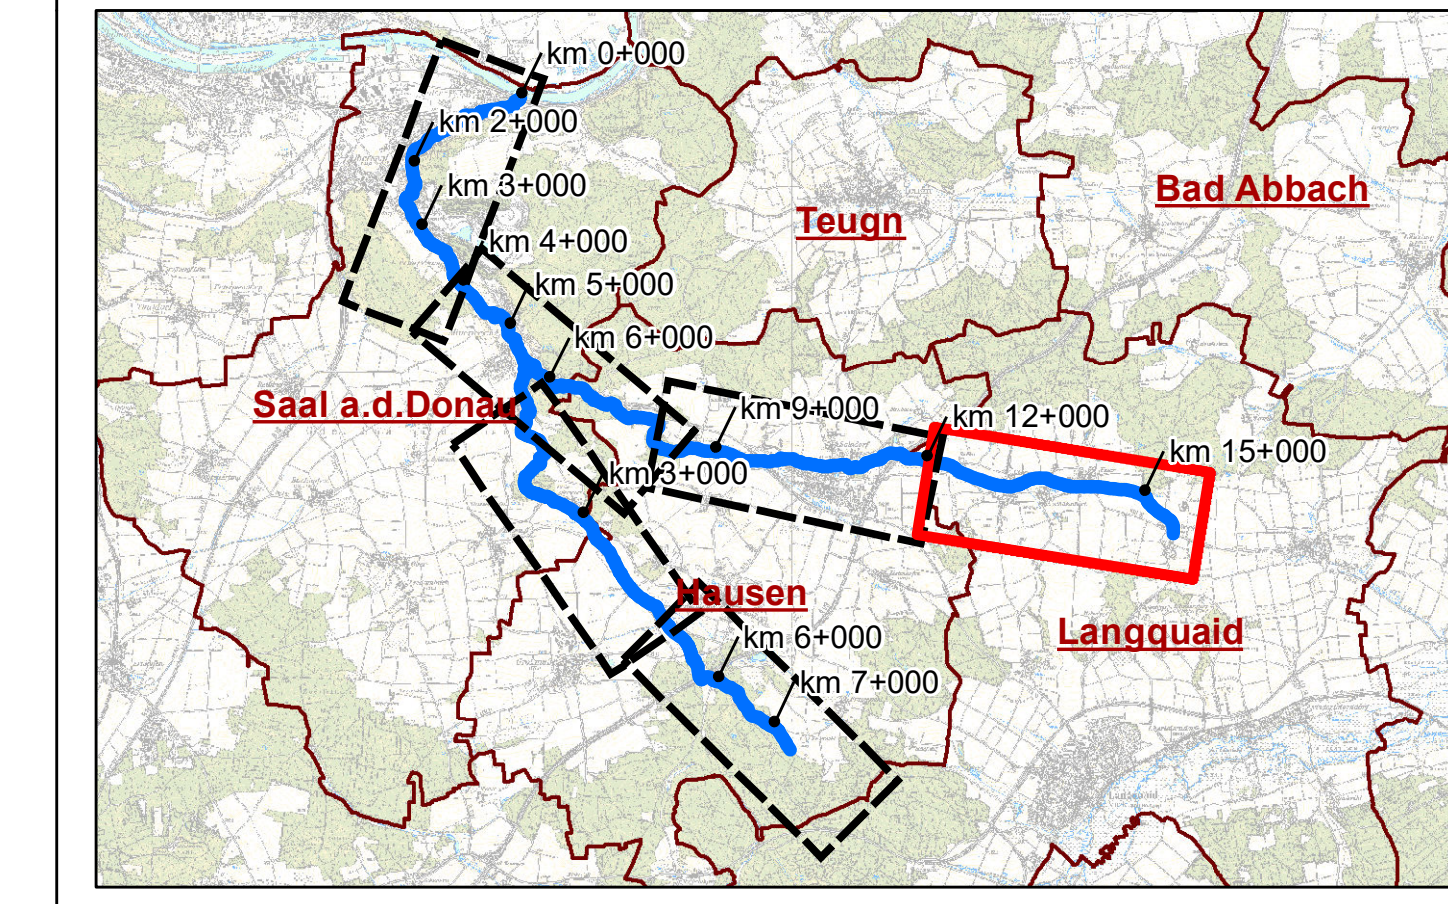 km 0+000
km 2+000
km 3+000
Bad Abbach
Teugn
km 4+000
km 5+000
km 6+000
Saal a.d.Donau
km 9+000
km 12+000
km 15+000
km 3+000
Hausen
Langquaid
km 6+000
km 7+000